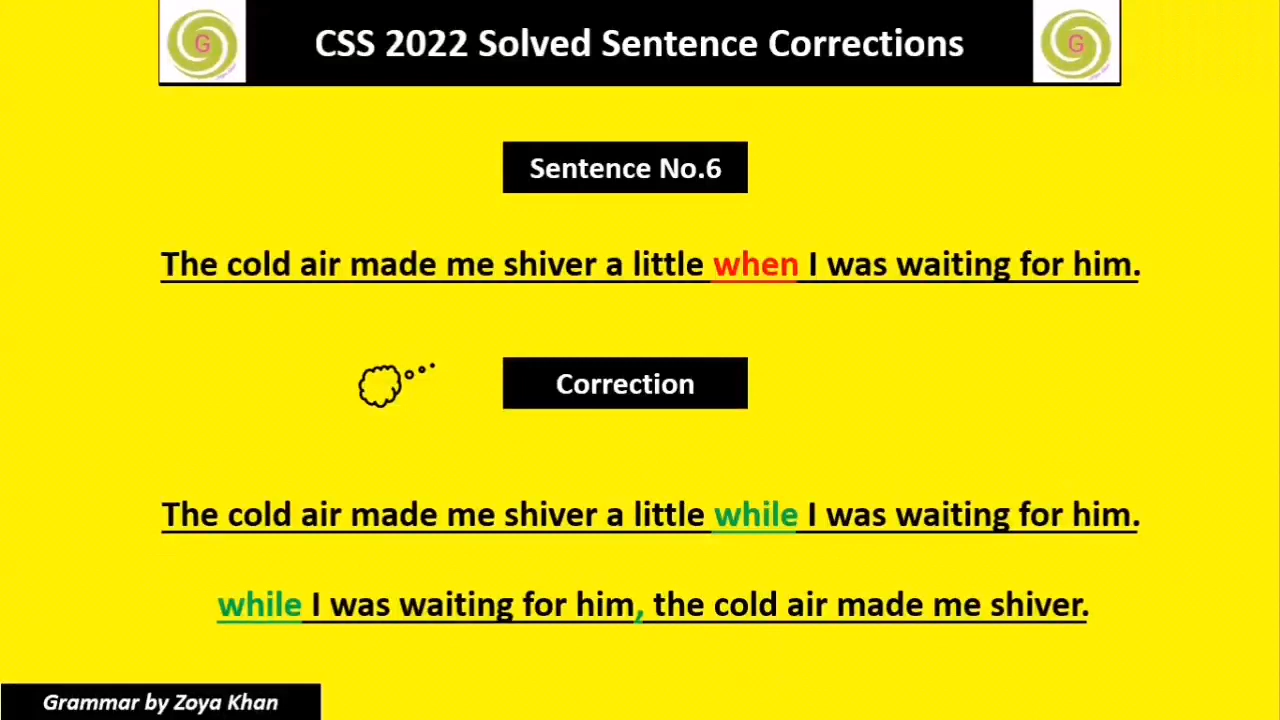 G
CSS 2022 Solved Sentence Corrections
G
Sentence No.6
The cold air made me shiver a little when I was waiting for him.
Correction
The cold air made me shiver a little while I was waiting for him.
while I was waiting for him, the cold air made me shiver.
Grammar by Zoya Khan